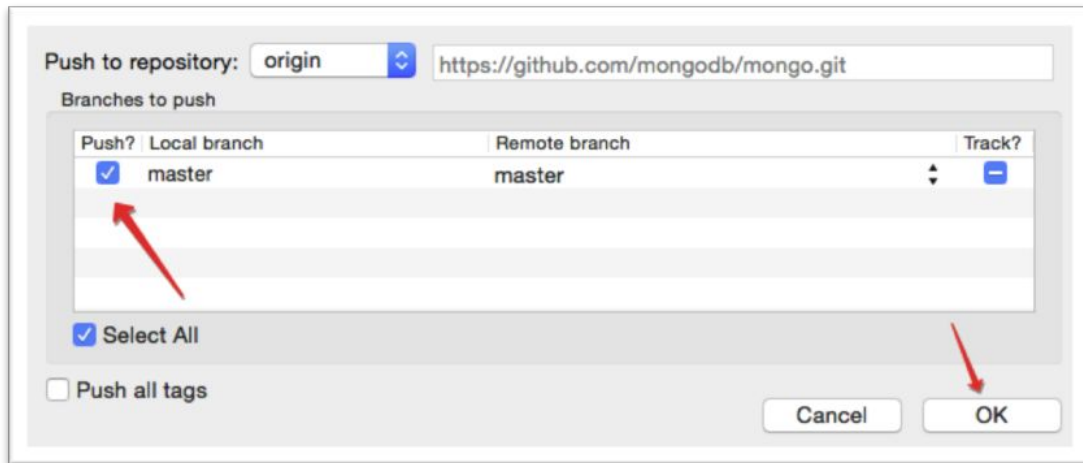 Push to repository: origin https://github.com/mongodb/mongo.git
Branches to push
Push? Local branch Remote branch Track?
master master
Select All
Push all tags
Cancel OK